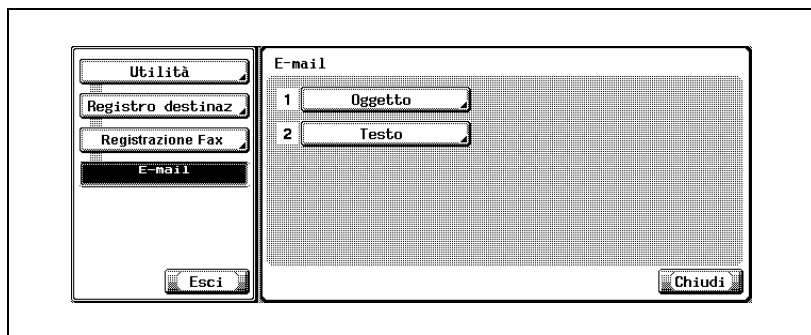 Utilità
Registro destinaz
Registrazione Fax
E-mail
Esci
E-mail
1 Oggetto
2 Testo
Chiudi